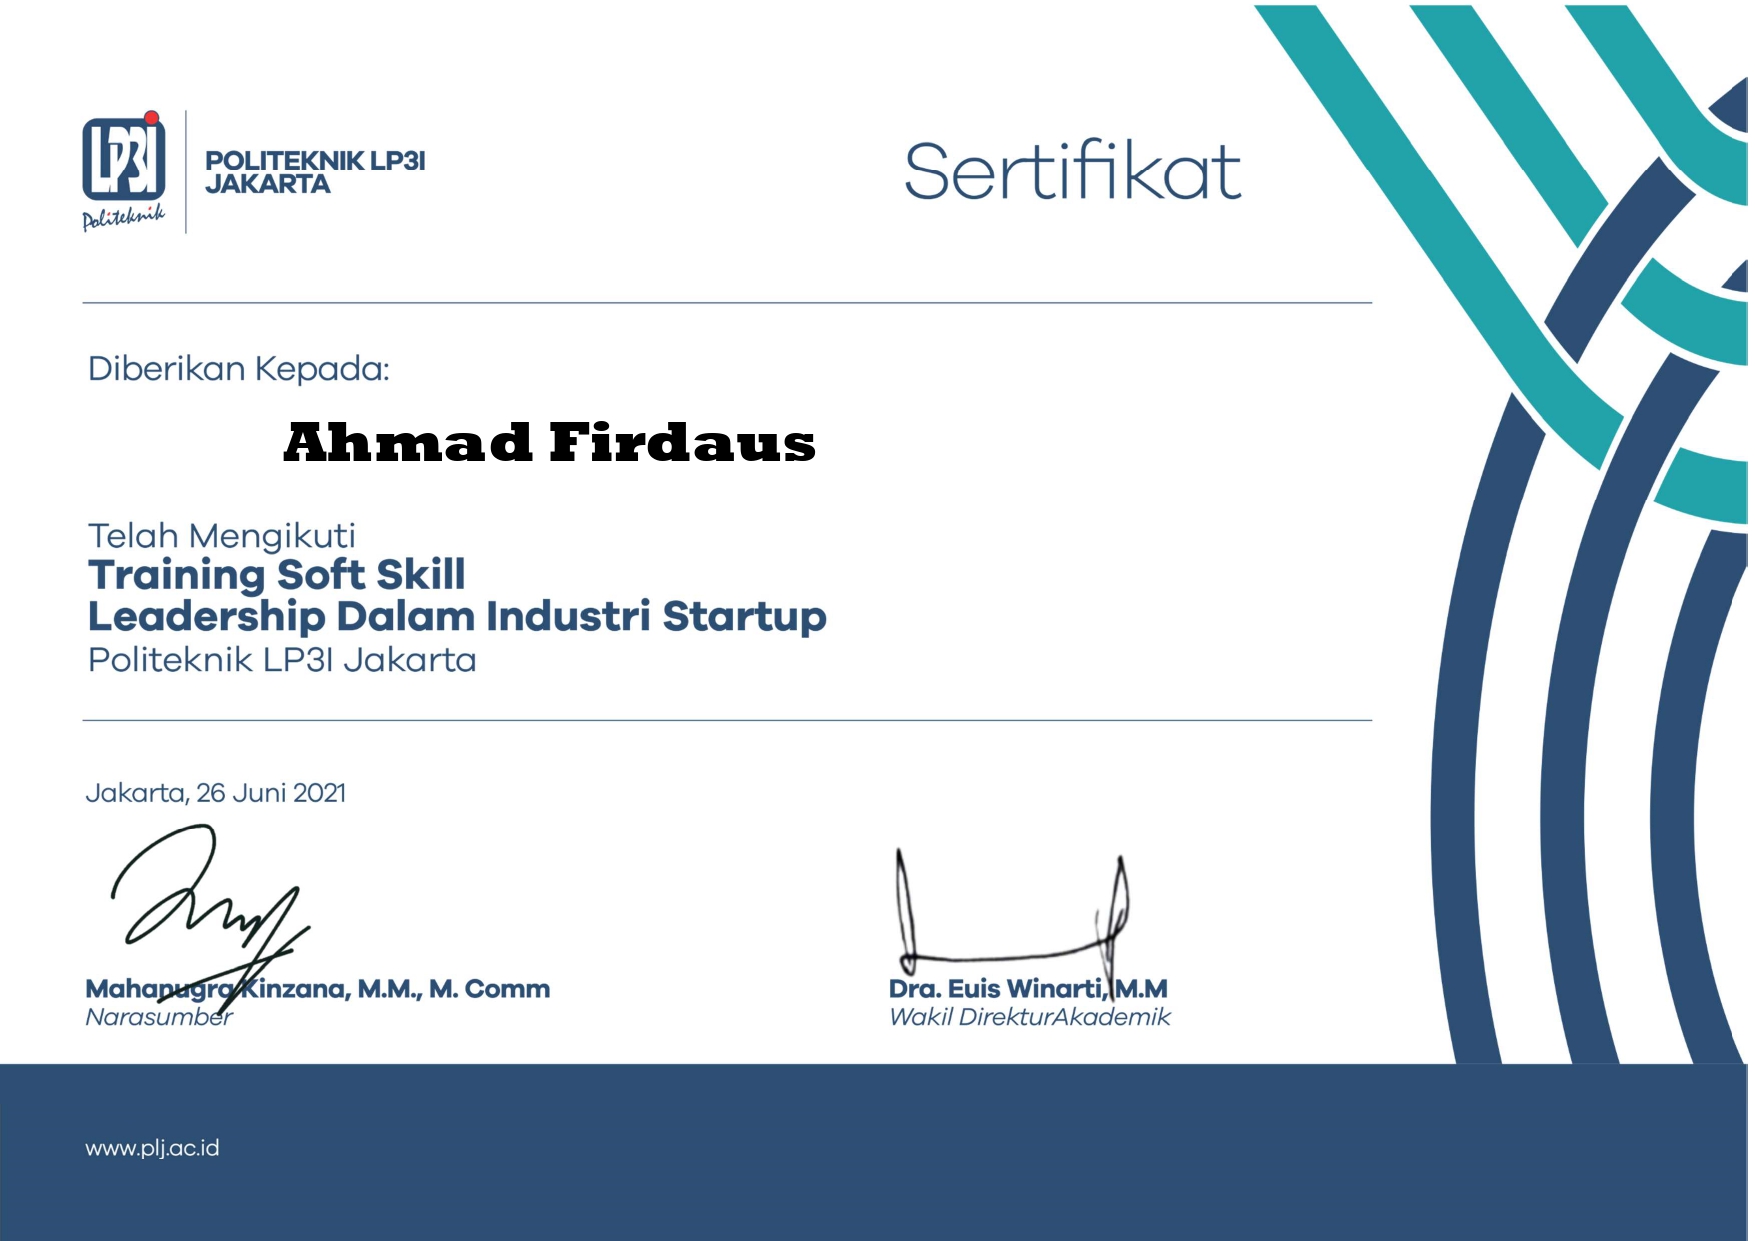 LP3I
Politeknik
POLITEKNIK LP3I
JAKARTA
Sertifikat
Diberikan Kepada:
Ahmad Firdaus
Telah Mengikuti
Training Soft Skill
Leadership Dalam Industri Startup
Politeknik LP3I Jakarta
Jakarta, 26 Juni 2021
Mahanugra Kinzana, M.M., M. Comm
Narasumber
Dra. Euis Winarti, M.M
Wakil DirekturAkademik
www.plj.ac.id